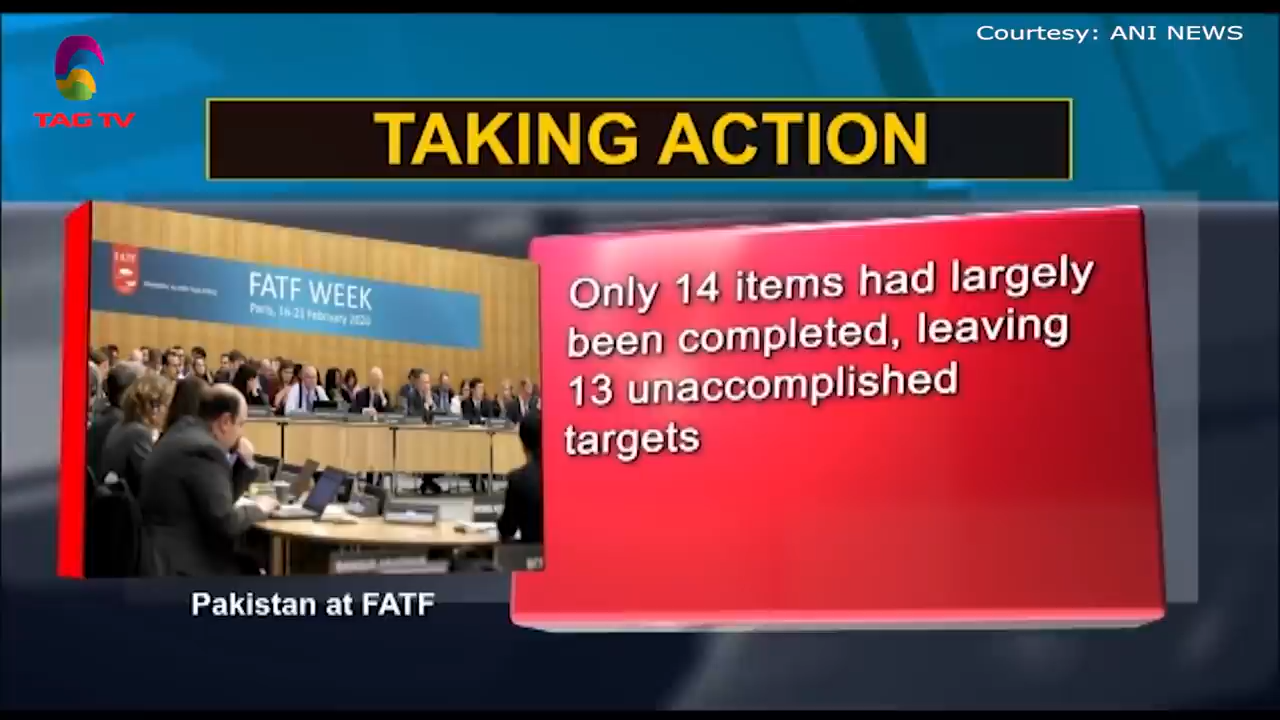 Courtesy: ANI NEWS
TAG TV
TAKING ACTION
FATF
FATF WEEK
Paris, 16-21 February 2020
Only 14 items had largely
been completed, leaving
13 unaccomplished
targets
Pakistan at FATF